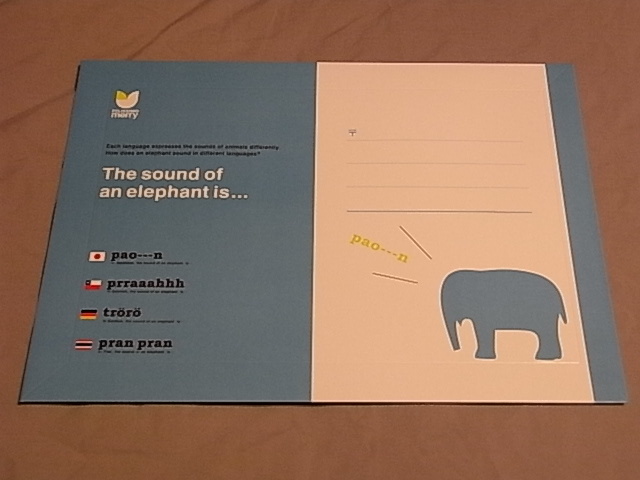 merry
Each language expresses the sounds of animals differently.
How does an elephant sound in different languages?
The sound of
an elephant is...
pao---n
prraaahhh
törö
pran pran
〒
pao---n